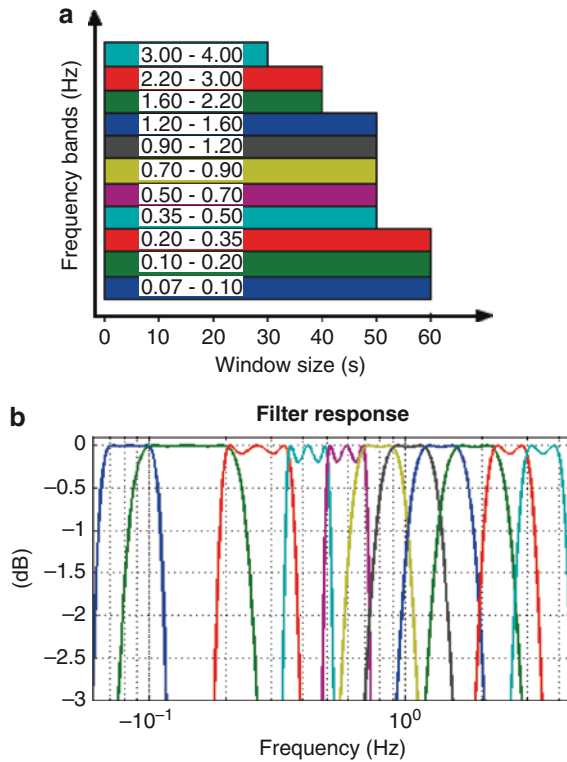 a
Frequency bands (Hz)
3.00 - 4.00
2.20 - 3.00
1.60 - 2.20
1.20 - 1.60
0.90 - 1.20
0.70 - 0.90
0.50 - 0.70
0.35 - 0.50
0.20 - 0.35
0.10 - 0.20
0.07 - 0.10
0 10 20 30 40 50 60
Window size (s)
b
Filter response
(dB)
0
−0.5
−1
−1.5
−2
−2.5
−3
−10⁻¹ 10⁰
Frequency (Hz)